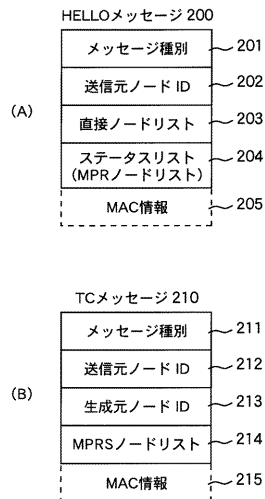 HELLOメッセージ 200
(A)
メッセージ種別
201
送信元ノード ID
202
直接ノードリスト
203
ステータスリスト
(MPRノードリスト)
204
MAC情報
205
TCメッセージ 210
(B)
メッセージ種別
211
送信元ノード ID
212
生成元ノード ID
213
MPRSノードリスト
214
MAC情報
215